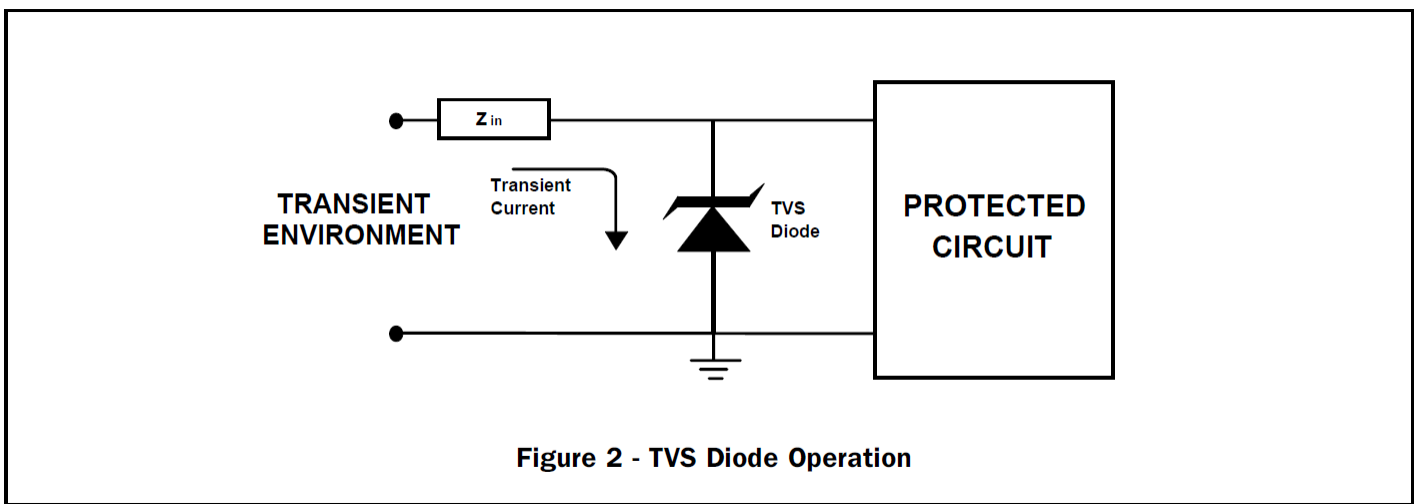 Z in
Transient
Current
TRANSIENT
ENVIRONMENT
TVS
Diode
PROTECTED
CIRCUIT
Figure 2 - TVS Diode Operation